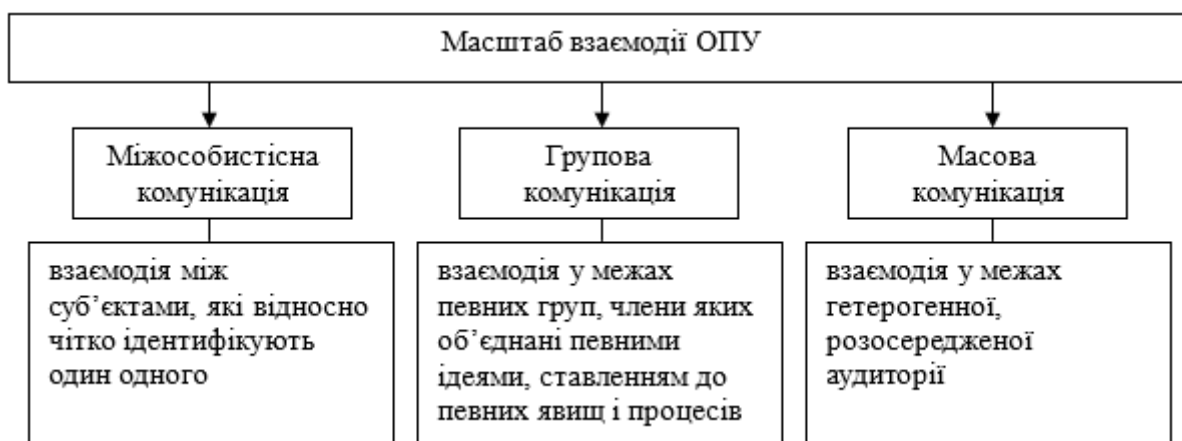 Масштаб взаємодії ОПУ
Міжособистісна
комунікація
взаємодія між
суб’єктами, які відносно
чітко ідентифікують
один одного
Групова
комунікація
взаємодія у межах
певних груп, члени яких
об’єднані певними
ідеями, ставленням до
певних явищ і процесів
Масова
комунікація
взаємодія у межах
гетерогенної,
розосередженої
аудиторії